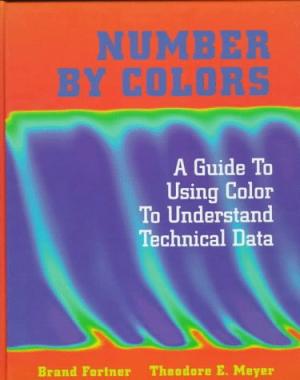 NUMBER
BY COLORS
A Guide To
Using Color
To Understand
Technical Data
Brand Fortner Theodore E. Meyer